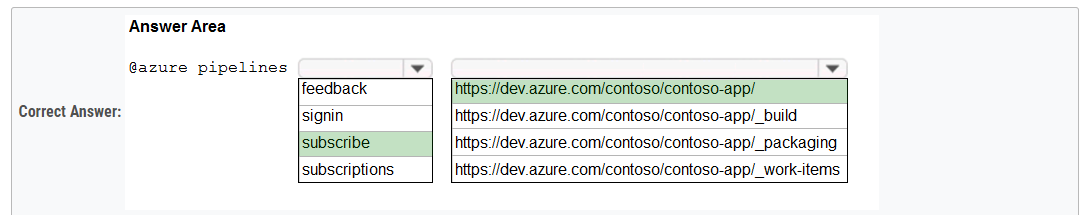 Answer Area
@azure pipelines
feedback https://dev.azure.com/contoso/contoso-app/
signin https://dev.azure.com/contoso/contoso-app/_build
Correct Answer:
subscribe https://dev.azure.com/contoso/contoso-app/_packaging
subscriptions https://dev.azure.com/contoso/contoso-app/_work-items